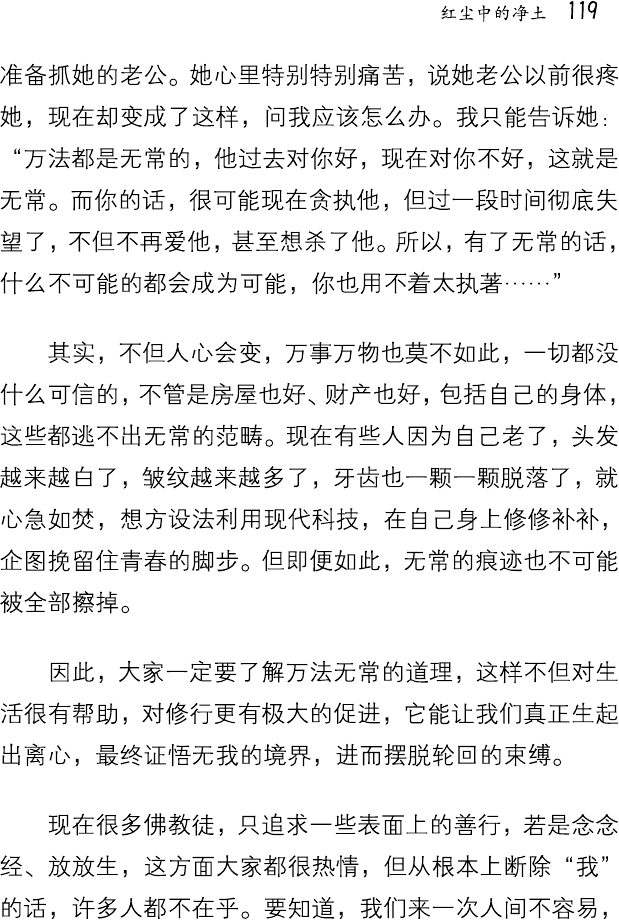 红尘中的净土 119
准备抓她的老公。她心里特别特别痛苦，说她老公以前很疼
她，现在却变成了这样，问我应该怎么办。我只能告诉她：
“万法都是无常的，他过去对你好，现在对你不好，这就是
无常。而你的话，很可能现在贪执他，但过一段时间彻底失
望了，不但不再爱他，甚至想杀了他。所以，有了无常的话，
什么不可能的都会成为可能，你也用不着太执著……”
其实，不但人心会变，万事万物也莫不如此，一切都没
什么可信的，不管是房屋也好、财产也好，包括自己的身体，
这些都逃不出无常的范畴。现在有些人因为自己老了，头发
越来越白了，皱纹越来越多了，牙齿也一颗一颗脱落了，就
心急如焚，想方设法利用现代科技，在自己身上修修补补，
企图挽留住青春的脚步。但即便如此，无常的痕迹也不可能
被全部擦掉。
因此，大家一定要了解万法无常的道理，这样不但对生
活很有帮助，对修行更有极大的促进，它能让我们真正生起
出离心，最终证悟无我的境界，进而摆脱轮回的束缚。
现在很多佛教徒，只追求一些表面上的善行，若是念念
经、放放生，这方面大家都很热情，但从根本上断除“我”
的话，许多人都不在乎。要知道，我们来一次人间不容易，